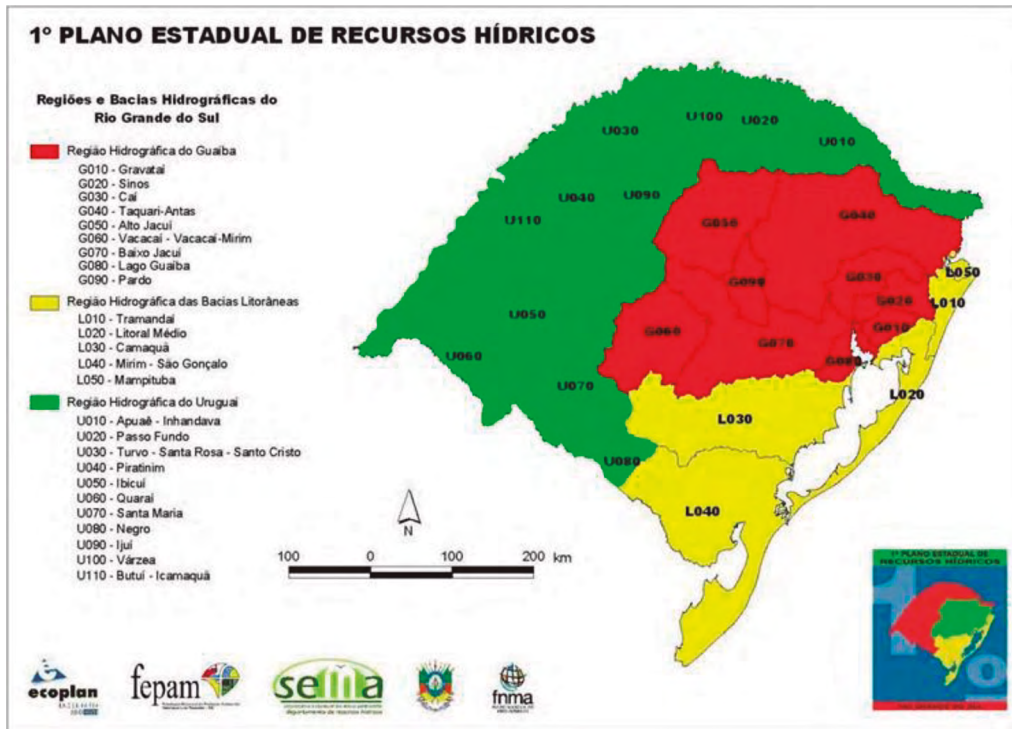 1º PLANO ESTADUAL DE RECURSOS HÍDRICOS
Regiões e Bacias Hidrográficas do
Rio Grande do Sul
Região Hidrográfica do Guaíba
G010 - Gravataí
G020 - Sinos
G030 - Caí
G040 - Taquari-Antas
G050 - Alto Jacuí
G060 - Vacacaí - Vacacaí-Mirim
G070 - Baixo Jacuí
G080 - Lago Guaíba
G090 - Pardo
Região Hidrográfica das Bacias Litorâneas
L010 - Tramandaí
L020 - Litoral Médio
L030 - Camaquã
L040 - Mirim - São Gonçalo
L050 - Mampituba
Região Hidrográfica do Uruguai
U010 - Apuaê - Inhandava
U020 - Passo Fundo
U030 - Turvo - Santa Rosa - Santo Cristo
U040 - Piratinim
U050 - Ibicuí
U060 - Quaraí
U070 - Santa Maria
U080 - Negro
U090 - Ijuí
U100 - Várzea
U110 - Butuí - Icamaquã
U100
U020
U030
U010
U040
U090
U110
G050
G040
L050
G030
G090
L010
G020
U050
G060
G070
G010
U060
G080
U070
L020
L030
U080
L040
N
100 0 100 200 km
ecoplan
fepam
sema
departamento de recursos hídricos
fnma
1º PLANO ESTADUAL DE
RECURSOS HÍDRICOS